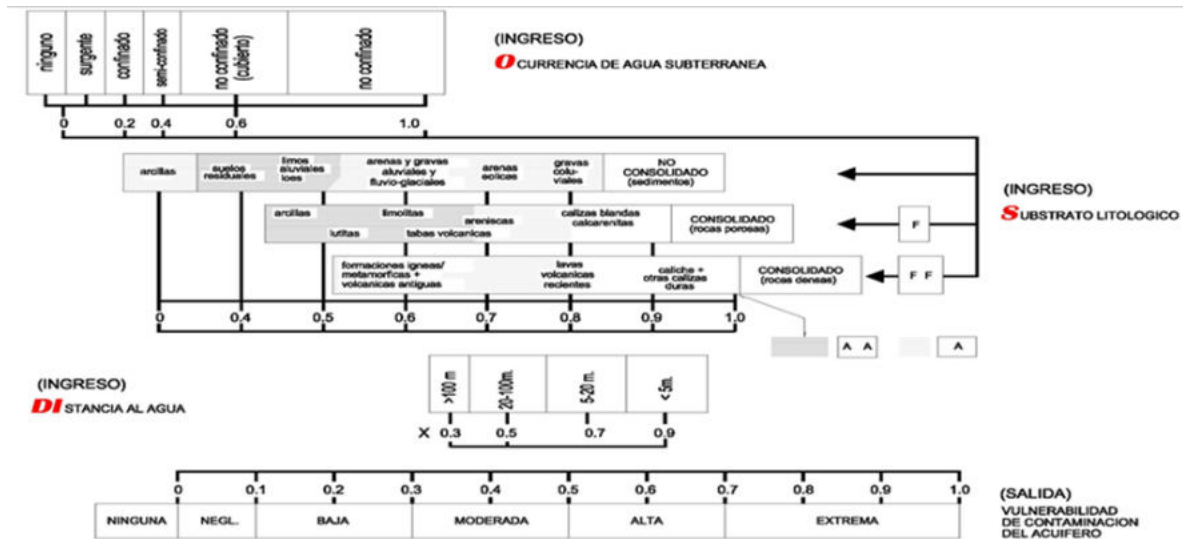 ninguno
surgente
confinado
semi-confinado
no confinado
(cubierto)
no confinado
(INGRESO)
O CURRENCIA DE AGUA SUBTERRANEA
0 0.2 0.4 0.6 1.0
arcillas
suelos
residuales
limos
aluviales
loes
arenas y gravas
aluviales y
fluvio-glaciales
arenas
eolicas
gravas
colu-
viales
NO
CONSOLIDADO
(sedimentos)
(INGRESO)
S UBSTRATO LITOLOGICO
arcillas
lutitas
limolitas
tabas volcanicas
areniscas
calizas blandas
calcarenitas
CONSOLIDADO
(rocas porosas)
F
formaciones igneas/
metamorficas +
volcanicas antiguas
lavas
volcanicas
recientes
caliche +
otras calizas
duras
CONSOLIDADO
(rocas densas)
F F
0 0.4 0.5 0.6 0.7 0.8 0.9 1.0
A A
A
(INGRESO)
DI STANCIA AL AGUA
>100 m
20-100m.
5-20 m.
< 5m.
X 0.3 0.5 0.7 0.9
0 0.1 0.2 0.3 0.4 0.5 0.6 0.7 0.8 0.9 1.0
NINGUNA NEGL. BAJA MODERADA ALTA EXTREMA
(SALIDA)
VULNERABILIDAD
DE CONTAMINACION
DEL ACUIFERO